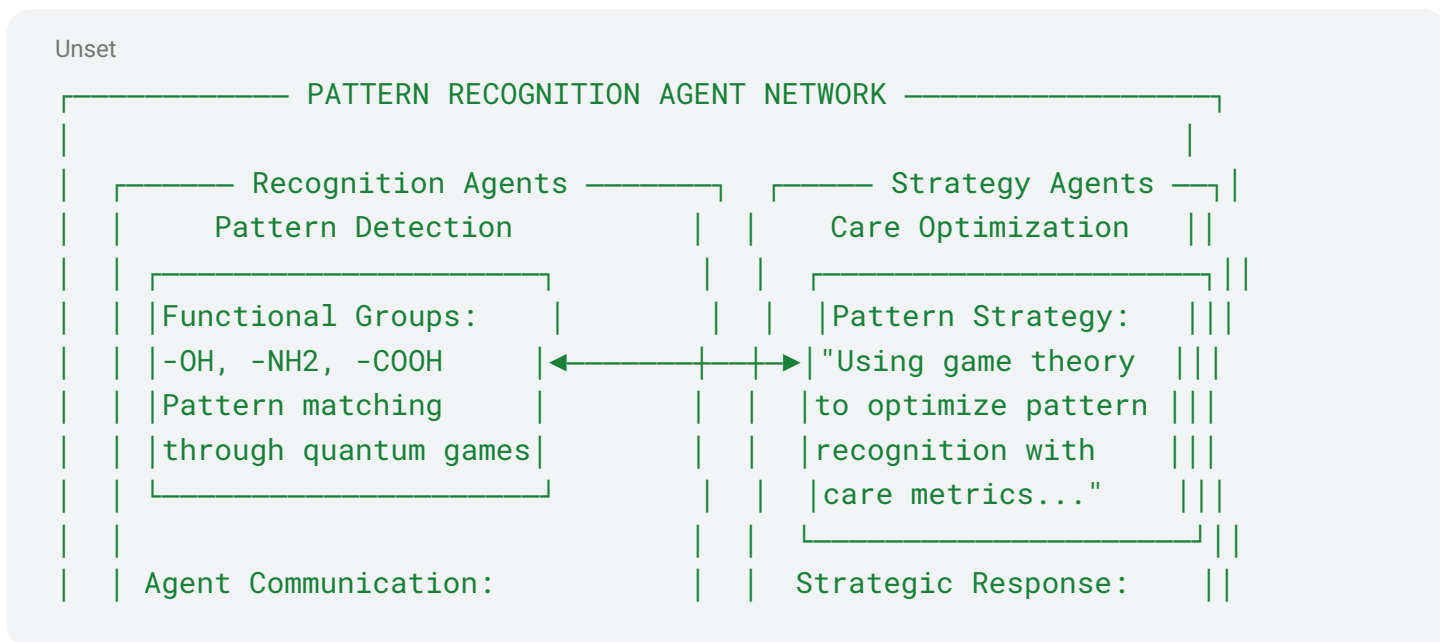 Unset
┌──────────── PATTERN RECOGNITION AGENT NETWORK ─────────────────┐
│                                                              │
│  ┌────── Recognition Agents ───────┐  ┌───── Strategy Agents ──┐│
│  │     Pattern Detection          │  │    Care Optimization   ││
│  │ ┌─────────────────────┐        │  │  ┌─────────────────────┐││
│  │ │Functional Groups:    │        │  │  │Pattern Strategy:   │││
│  │ │-OH, -NH2, -COOH     │◄───────┼──┼─►│"Using game theory  │││
│  │ │Pattern matching     │        │  │  │to optimize pattern │││
│  │ │through quantum games│        │  │  │recognition with    │││
│  │ └─────────────────────┘        │  │  │care metrics..."    │││
│  │                                │  │  └─────────────────────┘││
│  │ Agent Communication:           │  │  Strategic Response:    ││